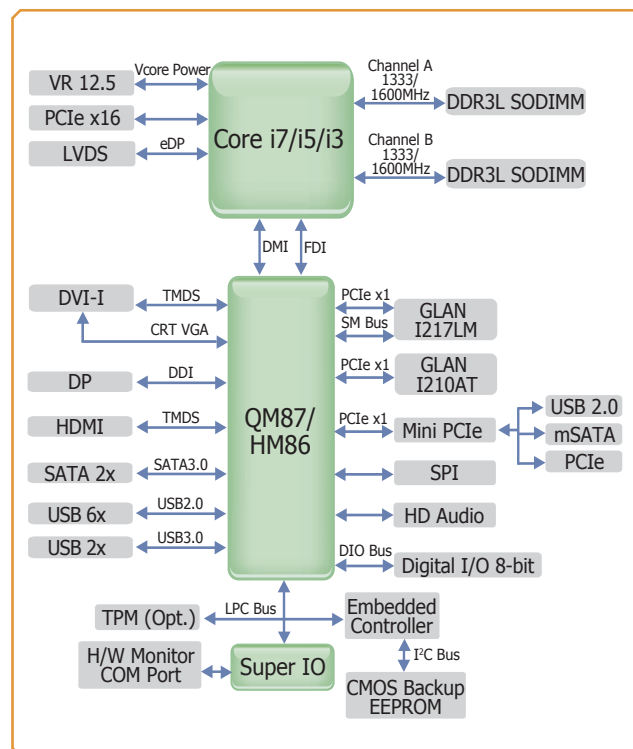 Vcore Power
VR 12.5
PCIe x16
LVDS
eDP
Core i7/i5/i3
Channel A
1333/
1600MHz
DDR3L SODIMM
Channel B
1333/
1600MHz
DDR3L SODIMM
DMI
FDI
DVI-I
TMDS
CRT VGA
DP
DDI
HDMI
TMDS
SATA 2x
SATA3.0
USB 6x
USB2.0
USB 2x
USB3.0
QM87/
HM86
PCIe x1
SM Bus
GLAN
I217LM
PCIe x1
GLAN
I210AT
PCIe x1
Mini PCIe
USB 2.0
mSATA
PCIe
SPI
HD Audio
DIO Bus
Digital I/O 8-bit
LPC Bus
TPM (Opt.)
Embedded
Controller
H/W Monitor
COM Port
Super IO
I²C Bus
CMOS Backup
EEPROM